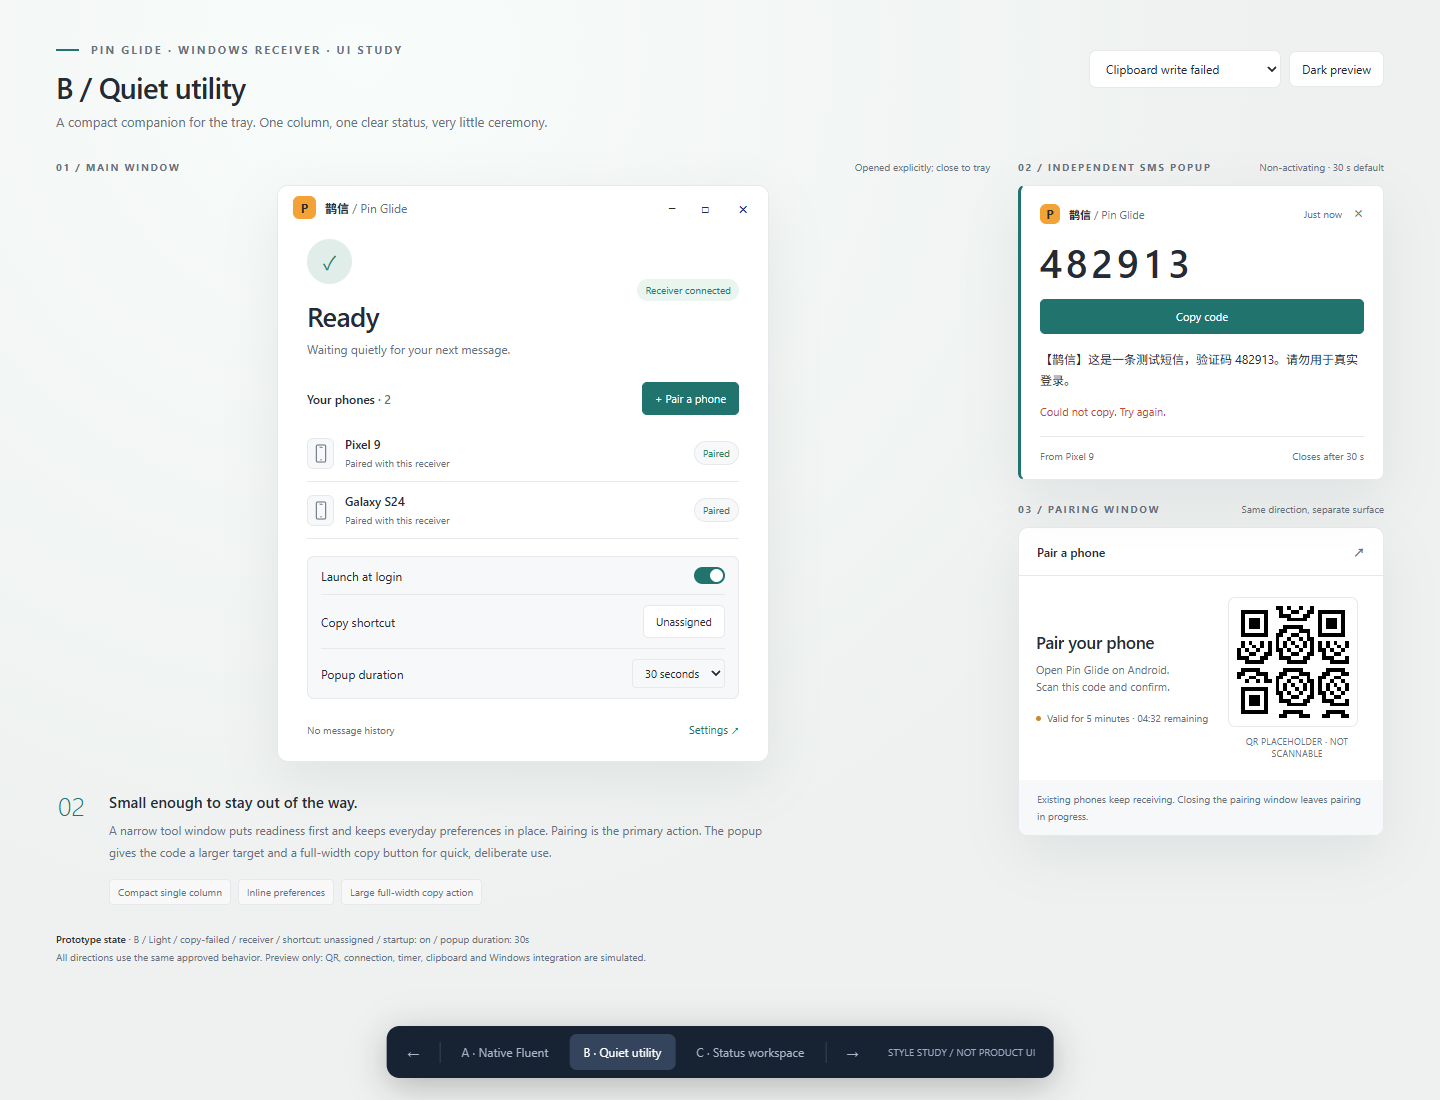 PIN GLIDE · WINDOWS RECEIVER · UI STUDY
B / Quiet utility
A compact companion for the tray. One column, one clear status, very little ceremony.
Clipboard write failed
Dark preview
01 / MAIN WINDOW
Opened explicitly; close to tray
P 鹊信 / Pin Glide
Ready
Receiver connected
Waiting quietly for your next message.
Your phones · 2
+ Pair a phone
Pixel 9
Paired with this receiver
Paired
Galaxy S24
Paired with this receiver
Paired
Launch at login
Copy shortcut
Unassigned
Popup duration
30 seconds
No message history
Settings ↗
02
Small enough to stay out of the way.
A narrow tool window puts readiness first and keeps everyday preferences in place. Pairing is the primary action. The popup
gives the code a larger target and a full-width copy button for quick, deliberate use.
Compact single column
Inline preferences
Large full-width copy action
Prototype state · B / Light / copy-failed / receiver / shortcut: unassigned / startup: on / popup duration: 30s
All directions use the same approved behavior. Preview only: QR, connection, timer, clipboard and Windows integration are simulated.
02 / INDEPENDENT SMS POPUP
Non-activating · 30 s default
P 鹊信 / Pin Glide
Just now
482913
Copy code
【鹊信】这是一条测试短信，验证码 482913。请勿用于真实
登录。
Could not copy. Try again.
From Pixel 9
Closes after 30 s
03 / PAIRING WINDOW
Same direction, separate surface
Pair a phone
↗
Pair your phone
Open Pin Glide on Android.
Scan this code and confirm.
Valid for 5 minutes · 04:32 remaining
QR PLACEHOLDER · NOT
SCANNABLE
Existing phones keep receiving. Closing the pairing window leaves pairing
in progress.
← A · Native Fluent
B · Quiet utility
C · Status workspace →
STYLE STUDY / NOT PRODUCT UI